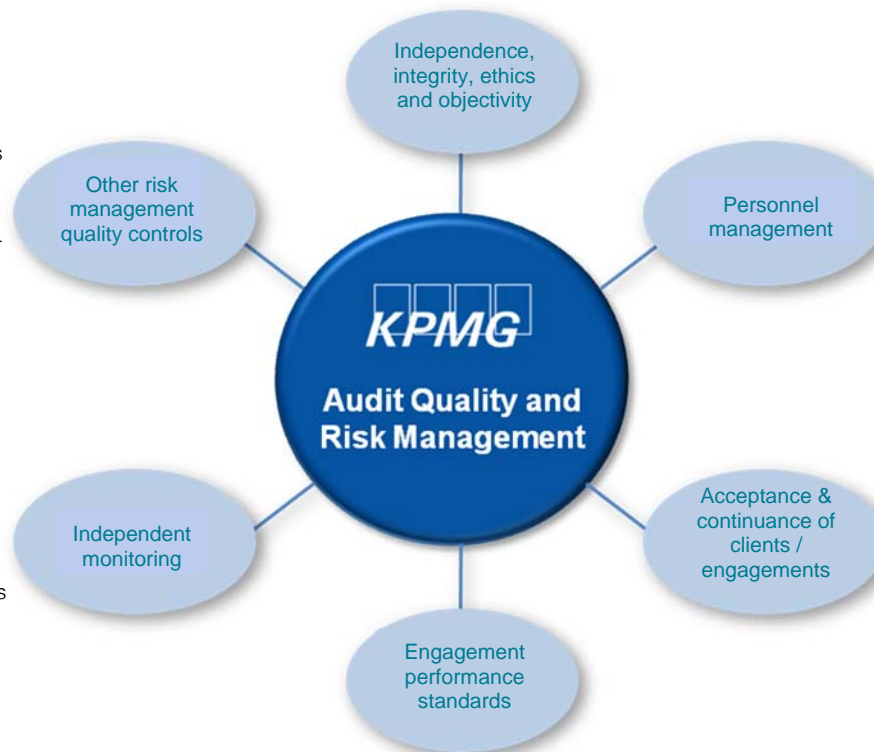 Independence,
integrity, ethics
and objectivity
Other risk
management
quality controls
Personnel
management
KPMG
Audit Quality and
Risk Management
Independent
monitoring
Acceptance &
continuance of
clients /
engagements
Engagement
performance
standards